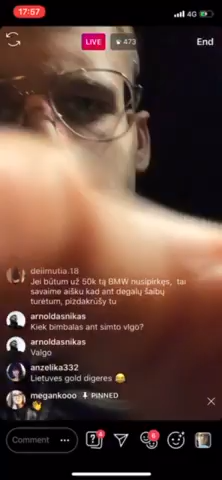 17:57
4G
LIVE
473
End
deiimutia.18
Jei būtum už 50k tą BMW nusipirkęs, tai
savaime aišku kad ant degalų šaibų
turėtum, pizdakrūšy tu
arnoldasnikas
Kiek bimbalas ant simto vlgo?
arnoldasnikas
Valgo
anzelika332
Lietuves gold digeres 😂
megankooo PINNED
👋
Comment